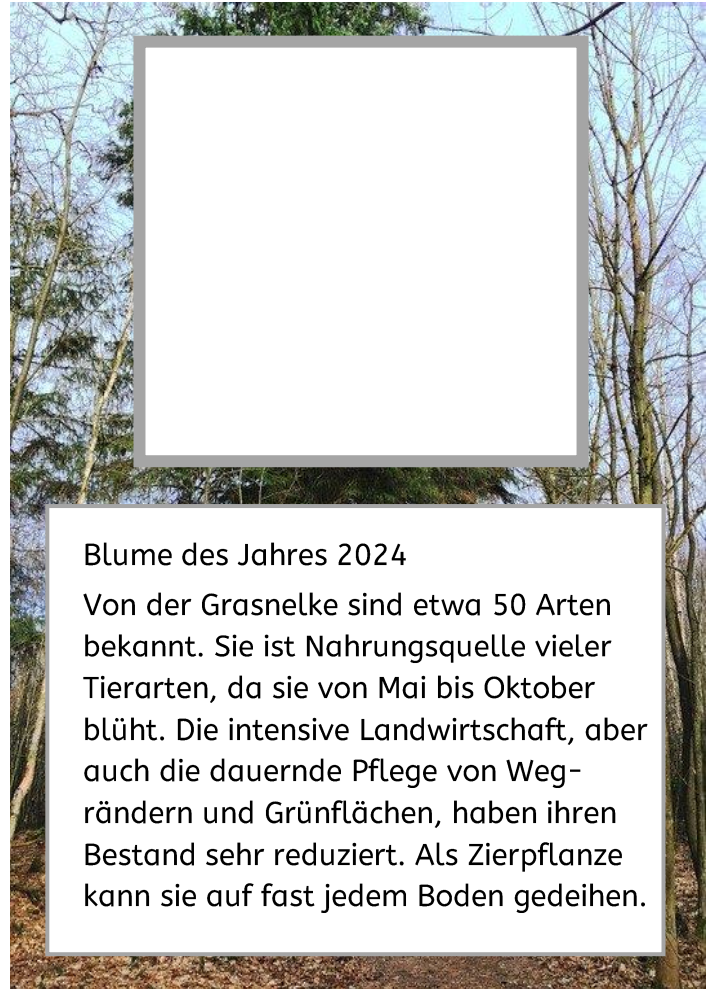 Blume des Jahres 2024
Von der Grasnelke sind etwa 50 Arten
bekannt. Sie ist Nahrungsquelle vieler
Tierarten, da sie von Mai bis Oktober
blüht. Die intensive Landwirtschaft, aber
auch die dauernde Pflege von Weg-
rändern und Grünflächen, haben ihren
Bestand sehr reduziert. Als Zierpflanze
kann sie auf fast jedem Boden gedeihen.